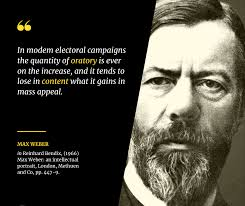 “
In modem electoral campaigns
the quantity of oratory is ever
on the increase, and it tends to
lose in content what it gains in
mass appeal.
MAX WEBER
in Reinhard Bendix, (1966)
Max Weber: an intellectual
portrait, London, Methuen
and Co, pp. 447-9.